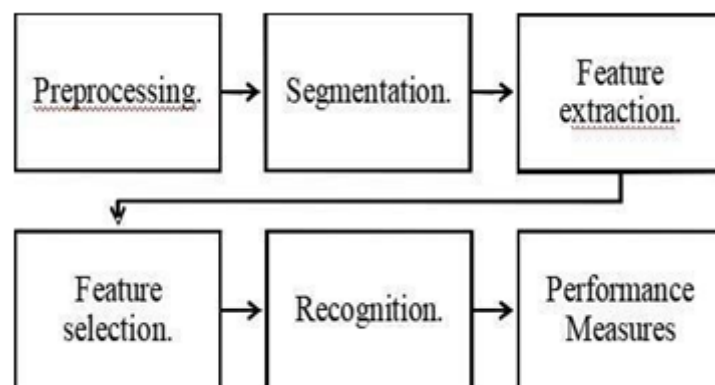 Preprocessing.
Segmentation.
Feature
extraction.
Feature
selection.
Recognition.
Performance
Measures